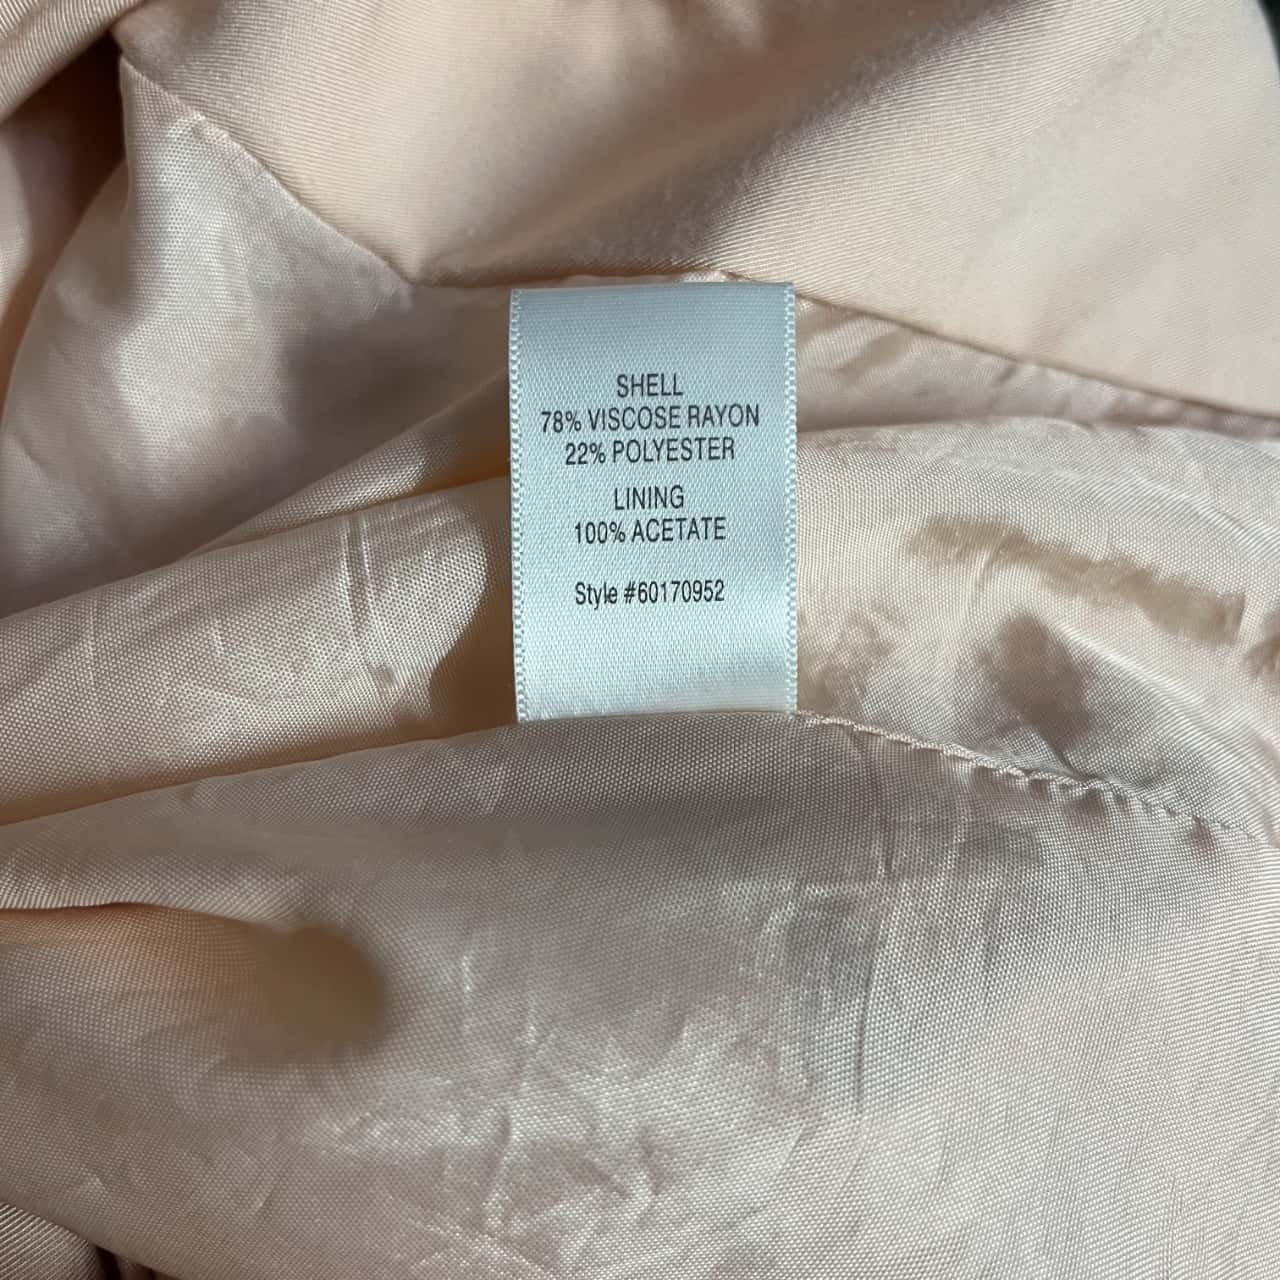 SHELL
78% VISCOSE RAYON
22% POLYESTER
LINING
100% ACETATE
Style #60170952